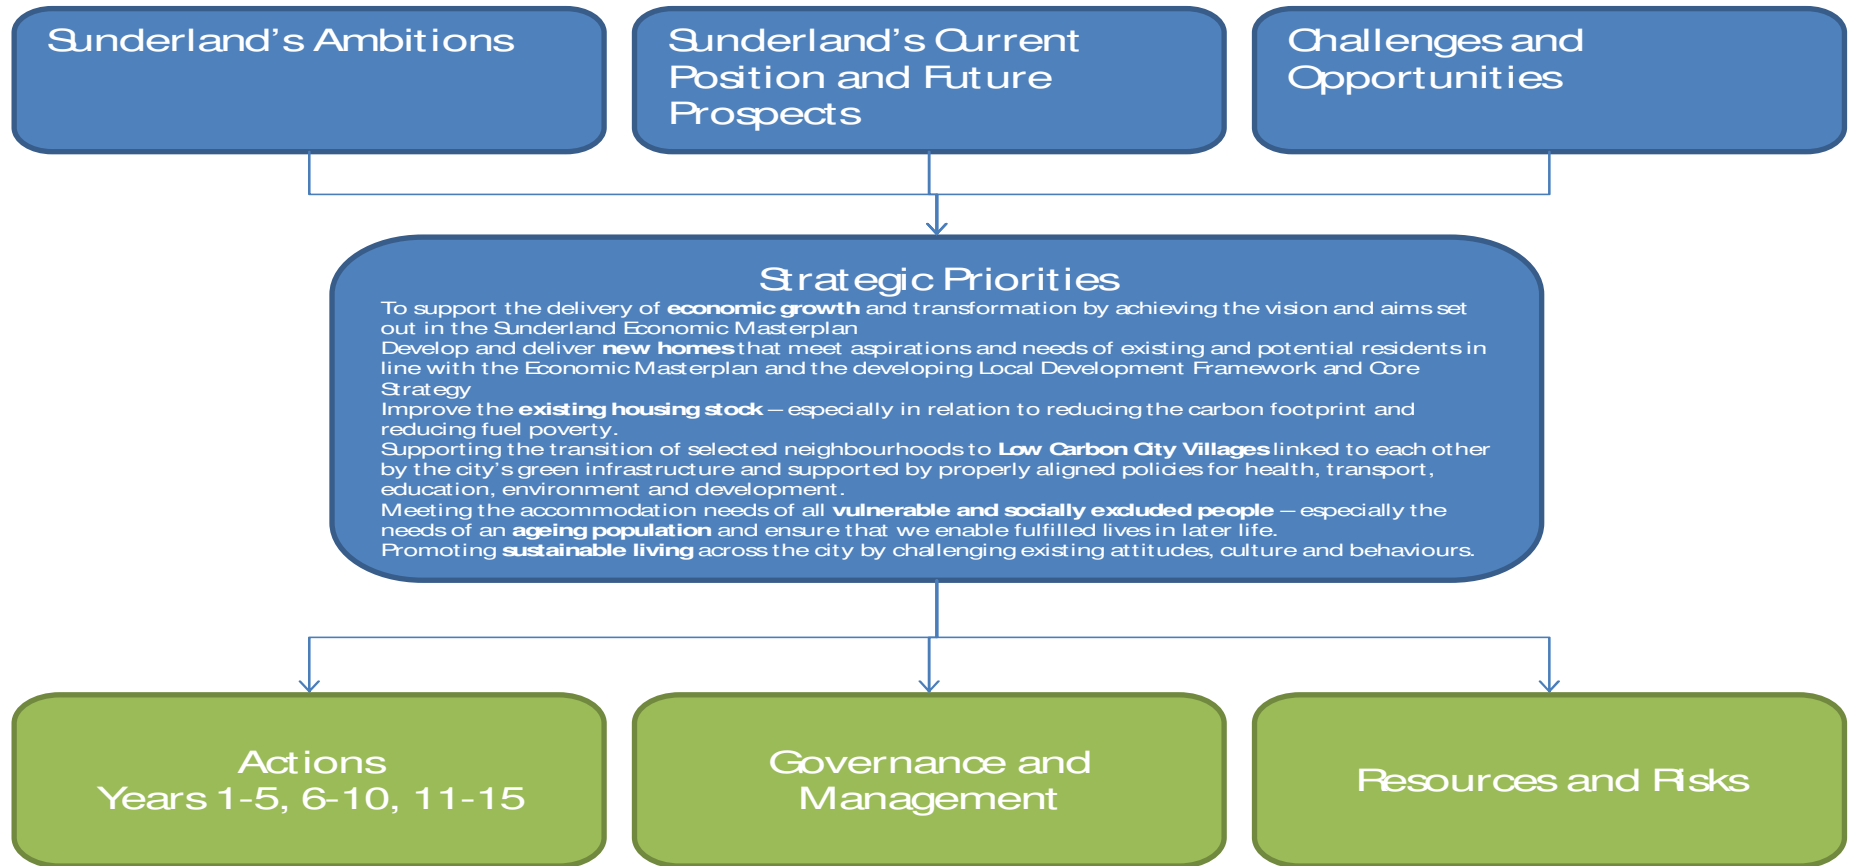 Sunderland’s Ambitions
Sunderland’s Current
Position and Future
Prospects
Challenges and
Opportunities
Strategic Priorities
To support the delivery of economic growth and transformation by achieving the vision and aims set
out in the Sunderland Economic Masterplan
Develop and deliver new homes that meet aspirations and needs of existing and potential residents in
line with the Economic Masterplan and the developing Local Development Framework and Core
Strategy
Improve the existing housing stock – especially in relation to reducing the carbon footprint and
reducing fuel poverty.
Supporting the transition of selected neighbourhoods to Low Carbon City Villages linked to each other
by the city’s green infrastructure and supported by properly aligned policies for health, transport,
education, environment and development.
Meeting the accommodation needs of all vulnerable and socially excluded people – especially the
needs of an ageing population and ensure that we enable fulfilled lives in later life.
Promoting sustainable living across the city by challenging existing attitudes, culture and behaviours.
Actions
Years 1-5, 6-10, 11-15
Governance and
Management
Resources and Risks